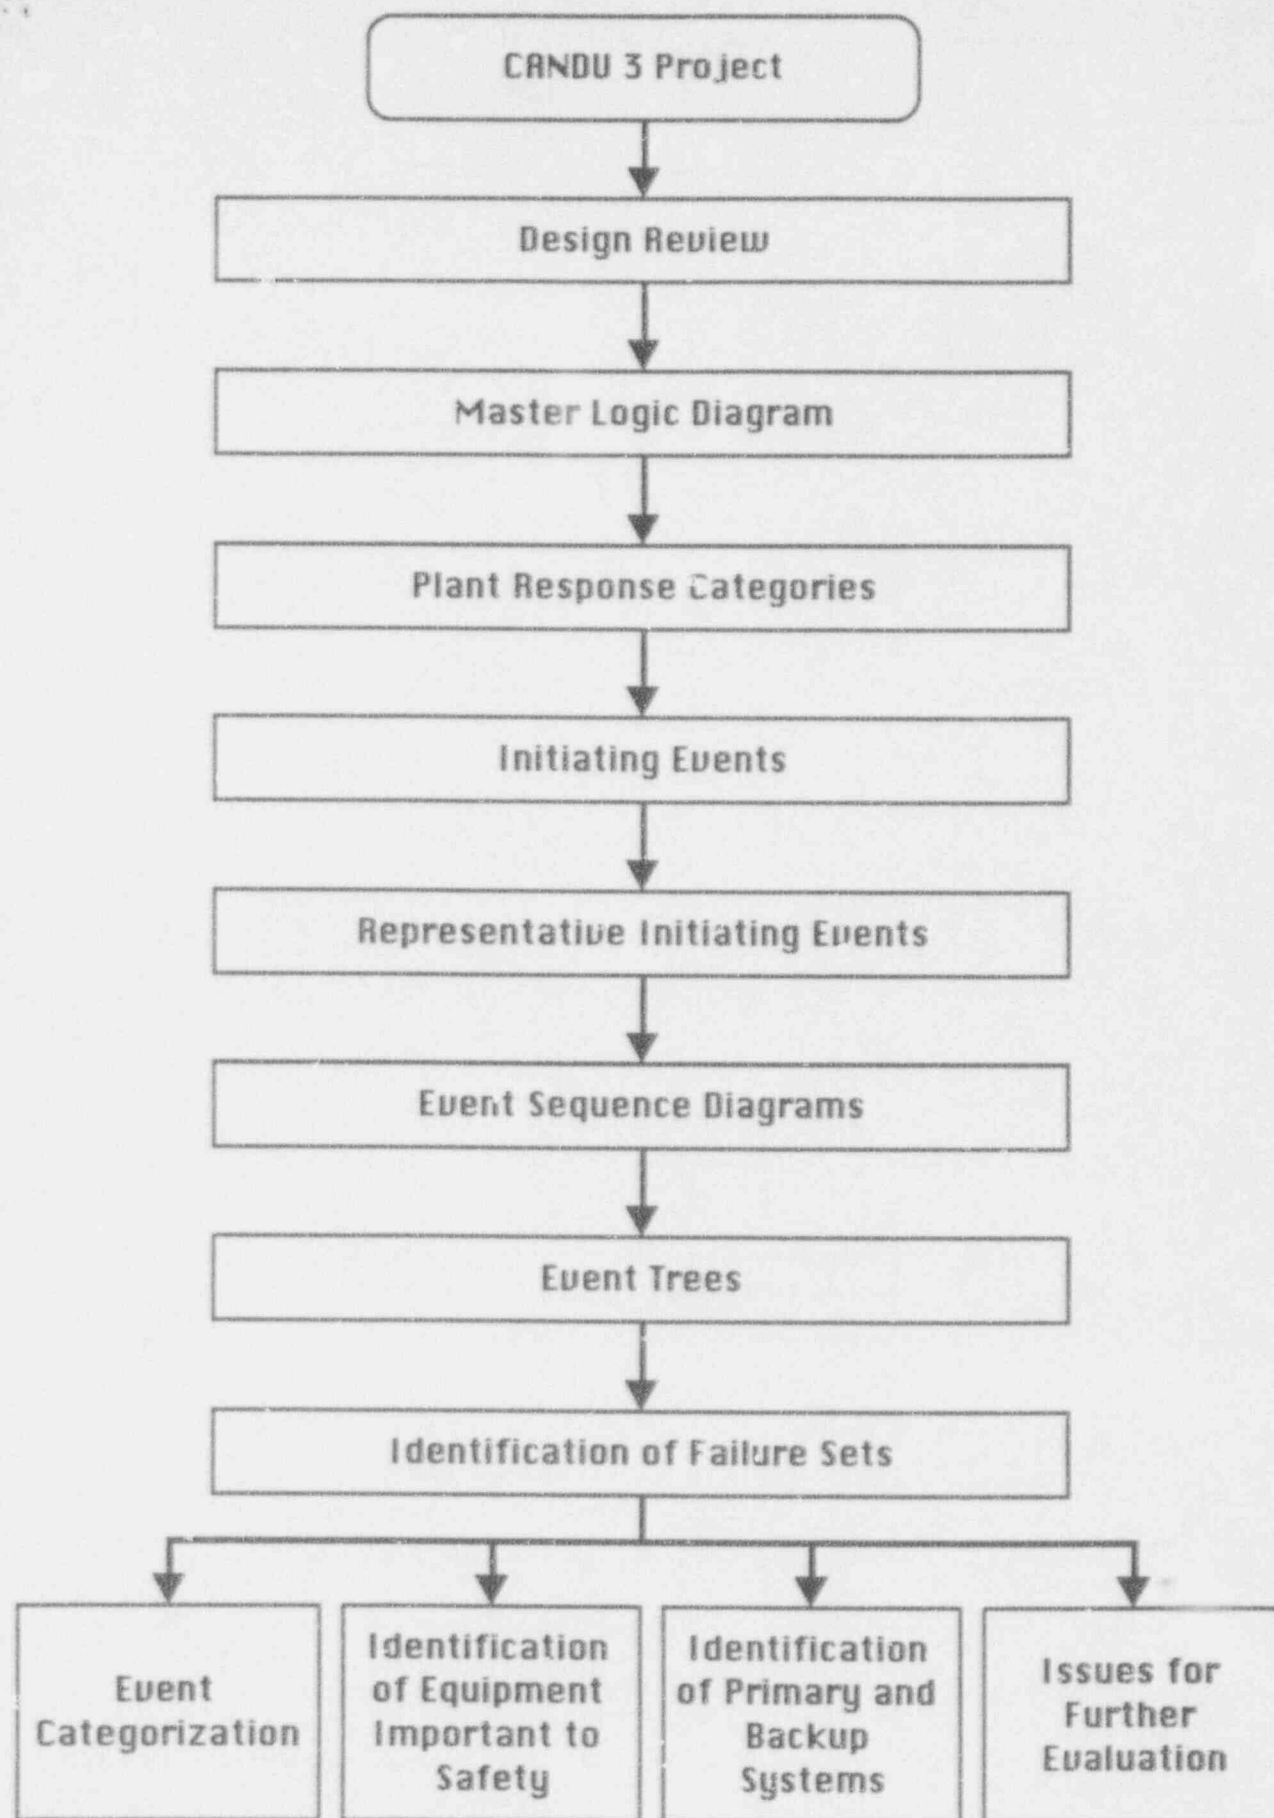 CANDU 3 Project
Design Review
Master Logic Diagram
Plant Response Categories
Initiating Events
Representative Initiating Events
Event Sequence Diagrams
Event Trees
Identification of Failure Sets
Event
Categorization
Identification
of Equipment
Important to
Safety
Identification
of Primary and
Backup
Systems
Issues for
Further
Evaluation